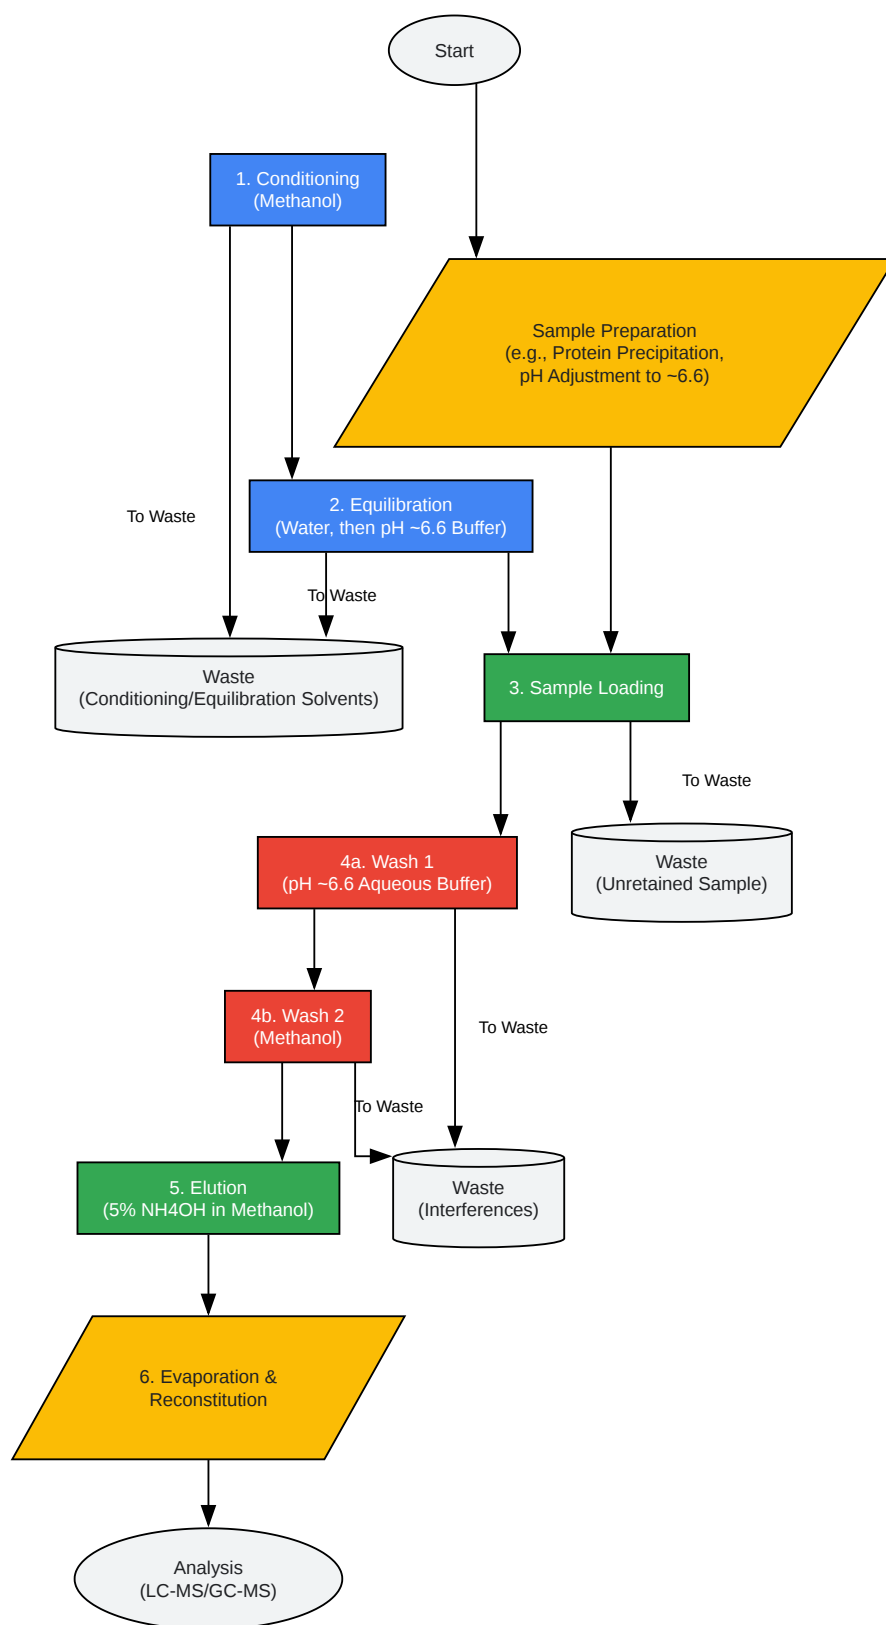 Start
1. Conditioning
(Methanol)
Sample Preparation
(e.g., Protein Precipitation,
pH Adjustment to ~6.6)
2. Equilibration
(Water, then pH ~6.6 Buffer)
To Waste
To Waste
Waste
(Conditioning/Equilibration Solvents)
3. Sample Loading
To Waste
4a. Wash 1
(pH ~6.6 Aqueous Buffer)
Waste
(Unretained Sample)
4b. Wash 2
(Methanol)
To Waste
To Waste
5. Elution
(5% NH4OH in Methanol)
Waste
(Interferences)
6. Evaporation &
Reconstitution
Analysis
(LC-MS/GC-MS)